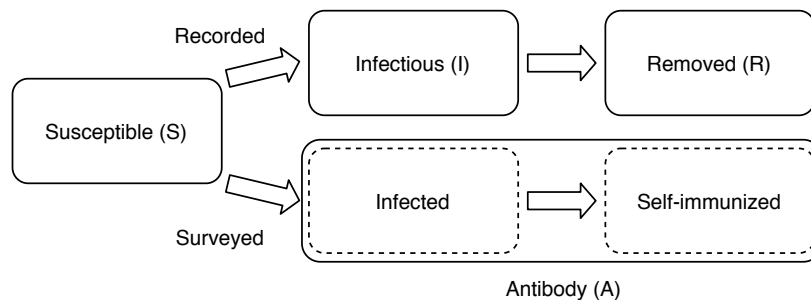 Recorded
Infectious (I)
Removed (R)
Susceptible (S)
Infected
Self-immunized
Surveyed
Antibody (A)